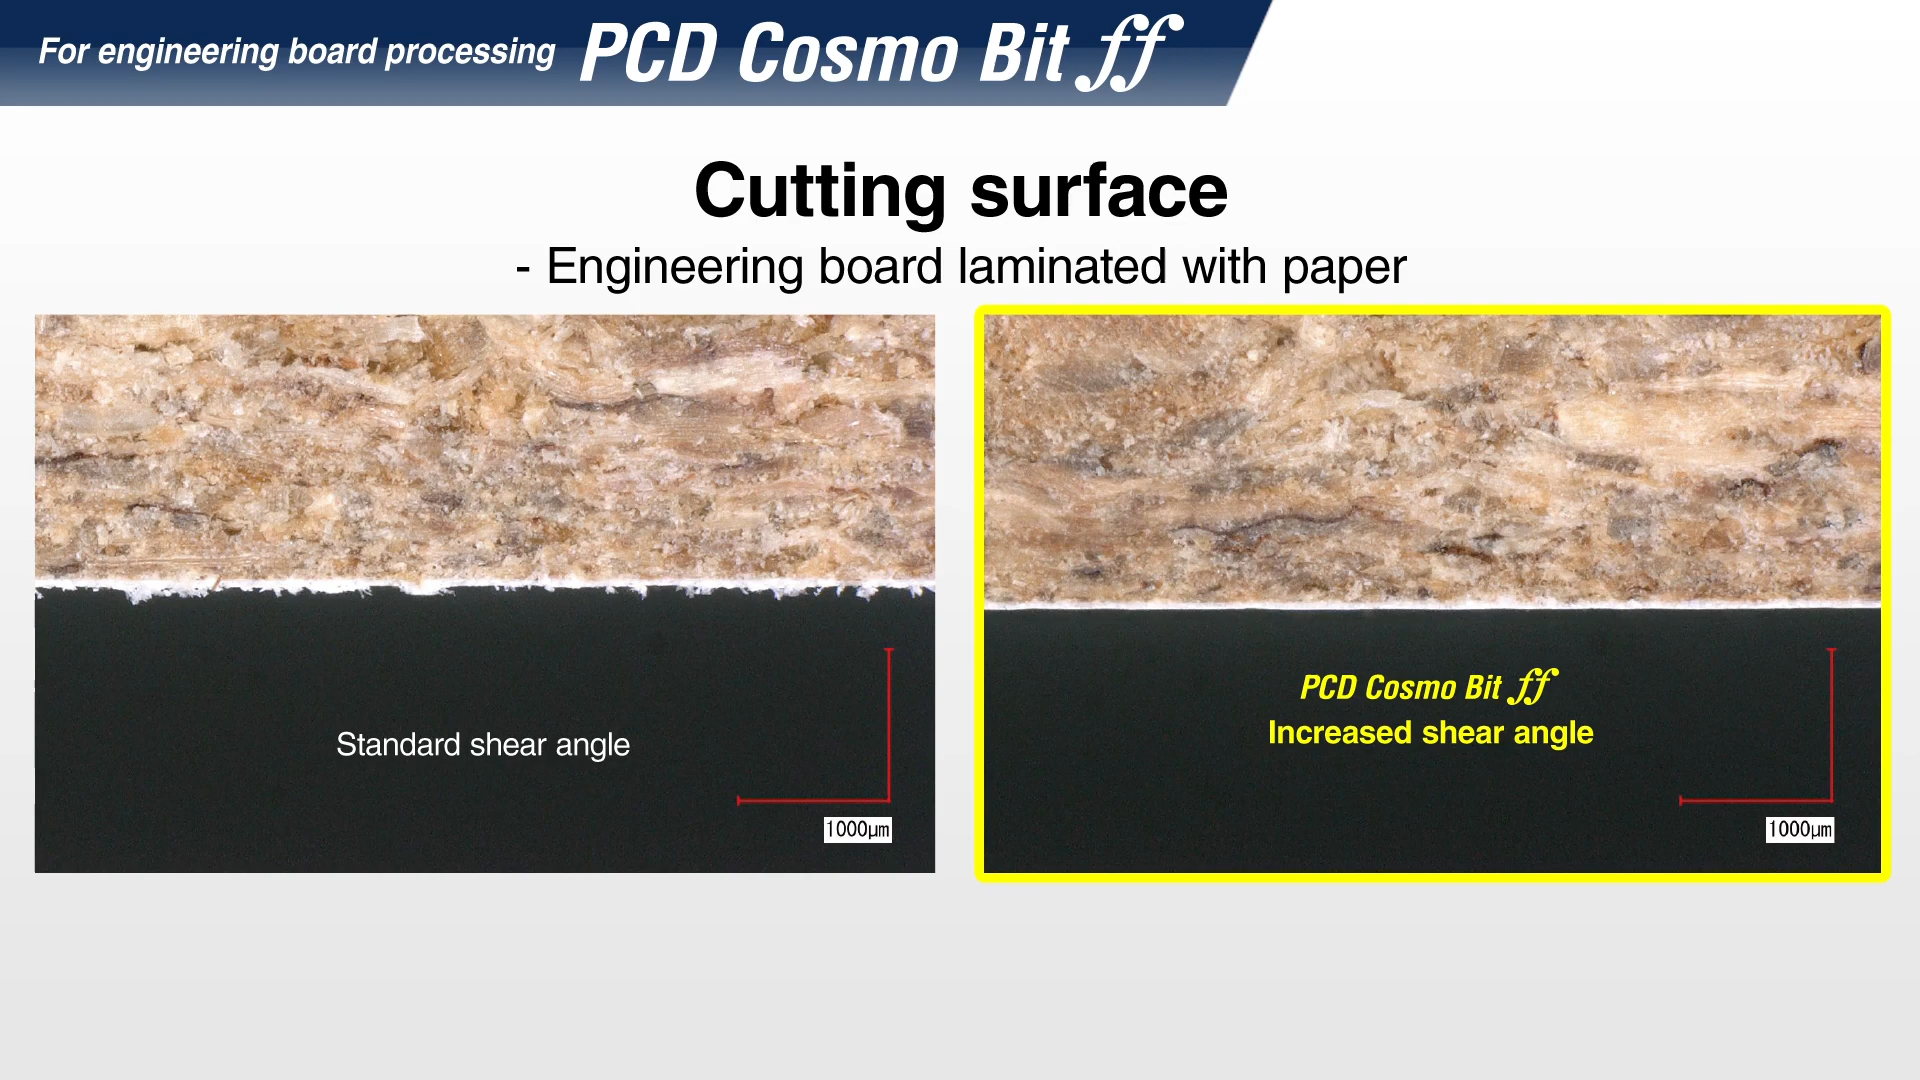 For engineering board processing PCD Cosmo Bit ff
Cutting surface
- Engineering board laminated with paper
Standard shear angle
1000µm
PCD Cosmo Bit ff
Increased shear angle
1000µm